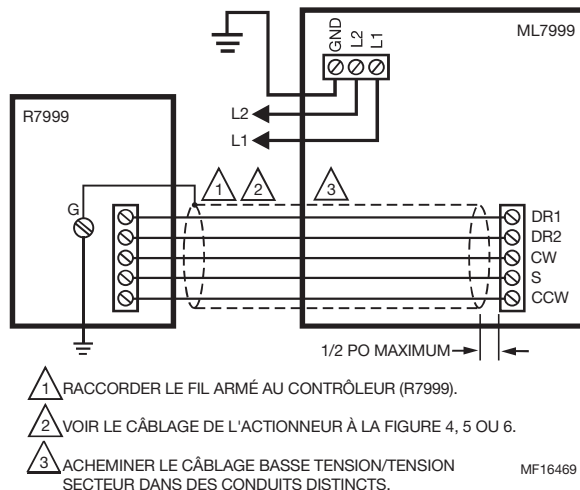 ML7999
GND
L2
L1
L2
L1
R7999
1
2
3
G
DR1
DR2
CW
S
CCW
1/2 PO MAXIMUM
1 RACCORDER LE FIL ARMÉ AU CONTRÔLEUR (R7999).
2 VOIR LE CÂBLAGE DE L'ACTIONNEUR À LA FIGURE 4, 5 OU 6.
3 ACHEMINER LE CÂBLAGE BASSE TENSION/TENSION
SECTEUR DANS DES CONDUITS DISTINCTS.
MF16469